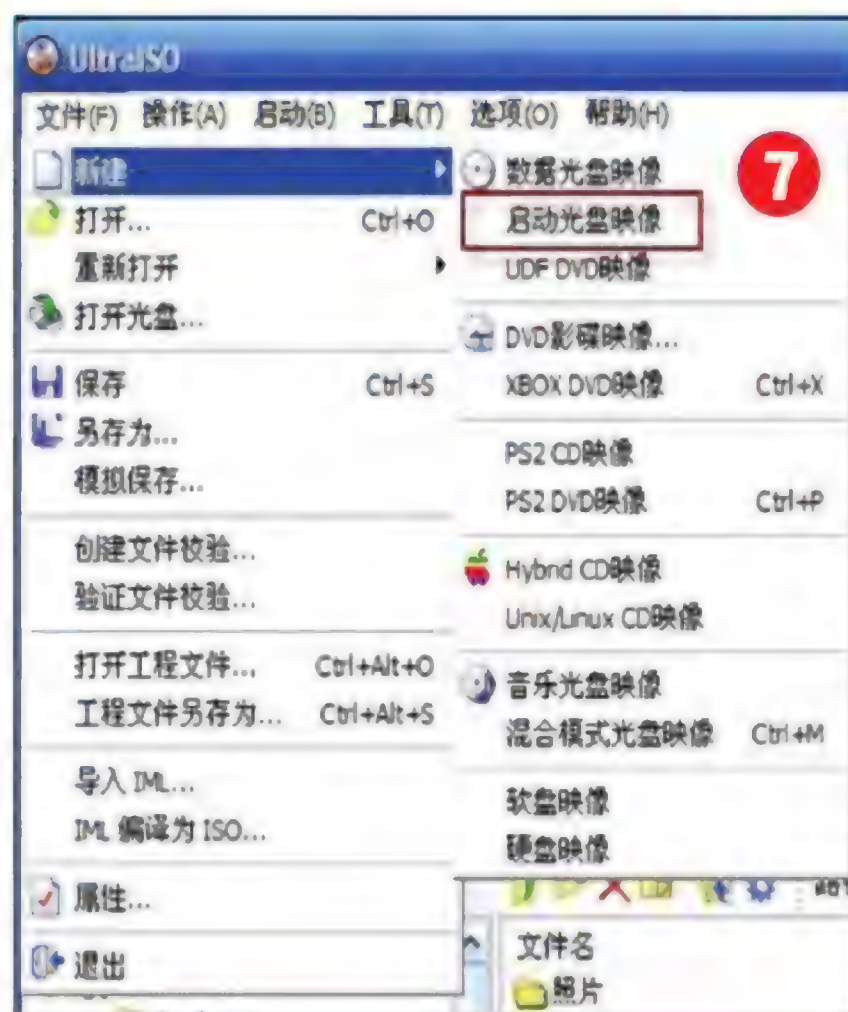 UltraISO
文件(F) 操作(A) 启动(B) 工具(T) 选项(O) 帮助(H)
新建
打开... Ctrl+O
重新打开
打开光盘...
保存 Ctrl+S
另存为...
模拟保存...
创建文件校验...
验证文件校验...
打开工程文件... Ctrl+Alt+O
工程文件另存为... Ctrl+Alt+S
导入 IML...
IML 编译为 ISO...
属性...
退出
数据光盘映像
7
启动光盘映像
UDF DVD映像
DVD影碟映像...
XBOX DVD映像 Ctrl+X
PS2 CD映像
PS2 DVD映像 Ctrl+P
Hybrid CD映像
Unix/Linux CD映像
音乐光盘映像
混合模式光盘映像 Ctrl+M
软盘映像
硬盘映像
文件名
照片